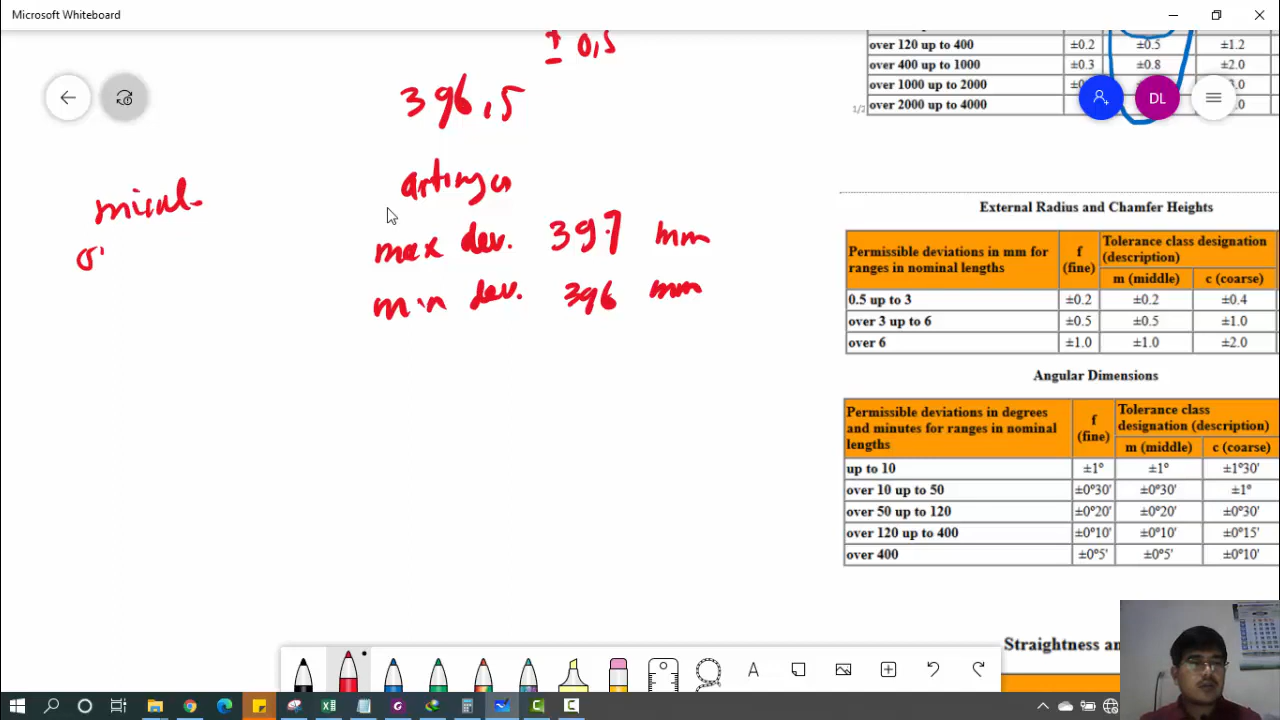 Microsoft Whiteboard
± 0,5
396,5
artinya
max dev. 397 mm
min dev. 396 mm
misal.
DL
over 120 up to 400 ±0.2 ±0.5 ±1.2
over 400 up to 1000 ±0.3 ±0.8 ±2.0
over 1000 up to 2000
over 2000 up to 4000
1/2
External Radius and Chamfer Heights
Permissible deviations in mm for ranges in nominal lengths f (fine) Tolerance class designation (description)
m (middle) c (coarse)
0.5 up to 3 ±0.2 ±0.2 ±0.4
over 3 up to 6 ±0.5 ±0.5 ±1.0
over 6 ±1.0 ±1.0 ±2.0
Angular Dimensions
Permissible deviations in degrees and minutes for ranges in nominal lengths f (fine) Tolerance class designation (description)
m (middle) c (coarse)
up to 10 ±1° ±1° ±1°30'
over 10 up to 50 ±0°30' ±0°30' ±1°
over 50 up to 120 ±0°20' ±0°20' ±0°30'
over 120 up to 400 ±0°10' ±0°10' ±0°15'
over 400 ±0°5' ±0°5' ±0°10'
Straightness an
A